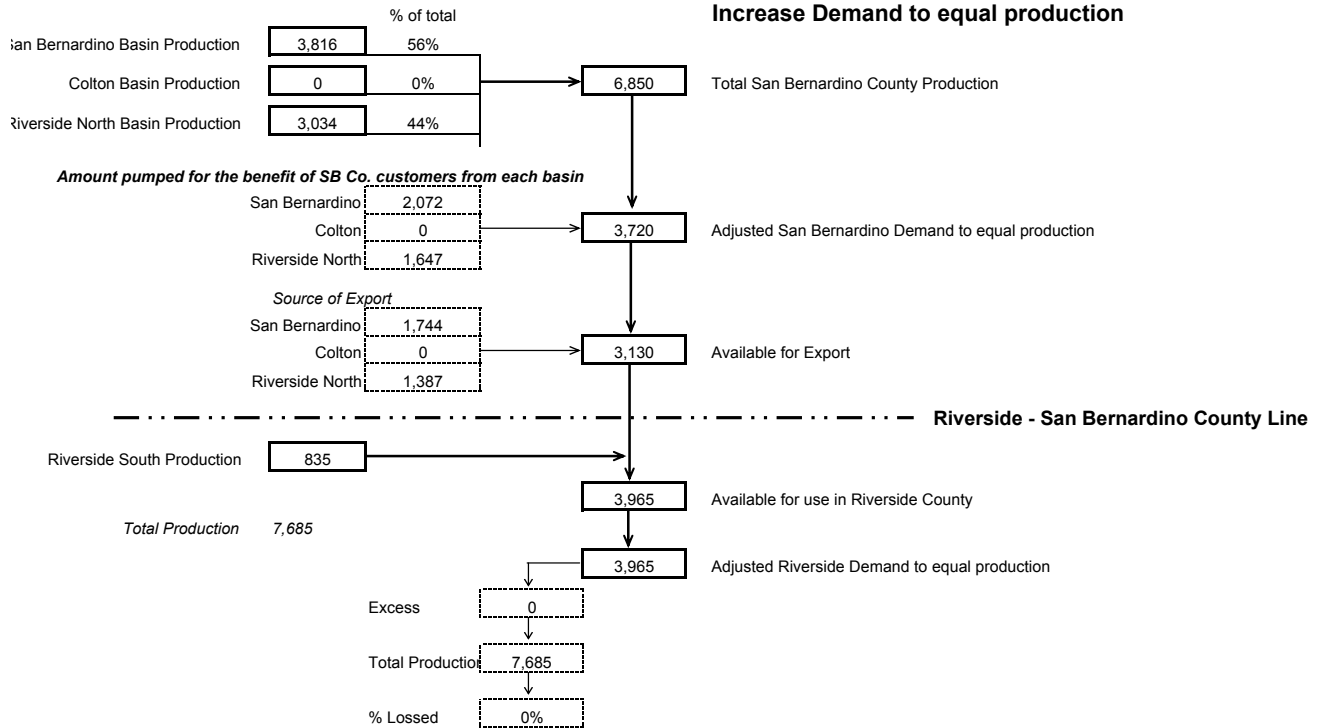 % of total
Increase Demand to equal production
San Bernardino Basin Production 3,816 56%
Colton Basin Production 0 0% 6,850 Total San Bernardino County Production
Riverside North Basin Production 3,034 44%
Amount pumped for the benefit of SB Co. customers from each basin
San Bernardino 2,072
Colton 0 3,720 Adjusted San Bernardino Demand to equal production
Riverside North 1,647
Source of Export
San Bernardino 1,744
Colton 0 3,130 Available for Export
Riverside North 1,387
Riverside - San Bernardino County Line
Riverside South Production 835
3,965 Available for use in Riverside County
Total Production 7,685
3,965 Adjusted Riverside Demand to equal production
Excess 0
Total Production 7,685
% Lossed 0%